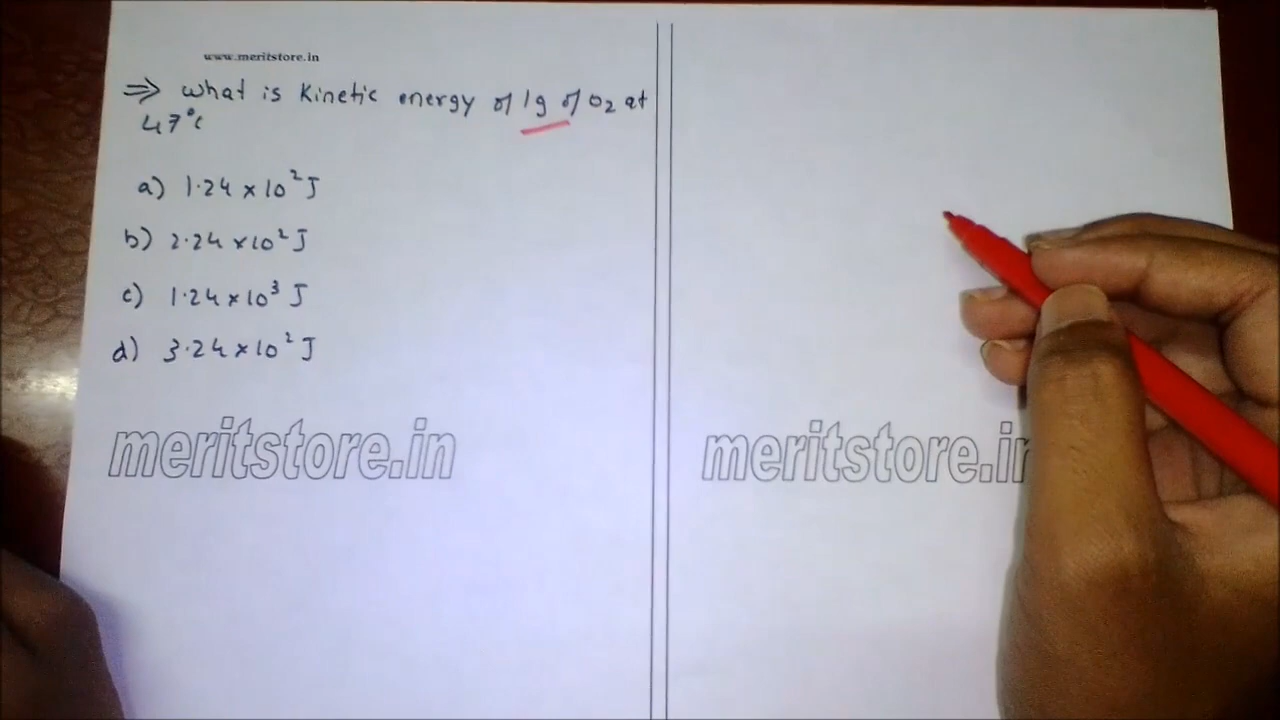 www.meritstore.in
⇒ what is Kinetic energy of 1g of O2 at
47°c
a) 1.24 × 10² J
b) 2.24 × 10² J
c) 1.24 × 10³ J
d) 3.24 × 10² J
meritstore.in
meritstore.in